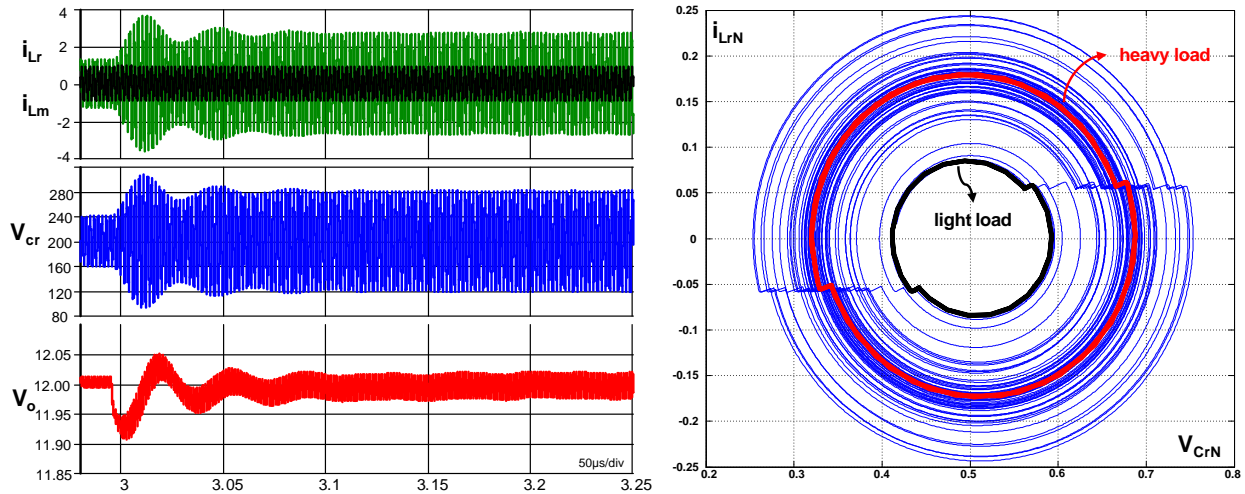 4
2
i_Lr
0
i_Lm
-2
-4
280
240
V_cr
200
160
120
80
12.05
12.00
V_o
11.95
11.90
11.85
50µs/div
3 3.05 3.1 3.15 3.2 3.25
0.25
i_LrN
0.2
heavy load
0.15
0.1
0.05
light load
0
-0.05
-0.1
-0.15
-0.2
V_CrN
-0.25
0.2 0.3 0.4 0.5 0.6 0.7 0.8